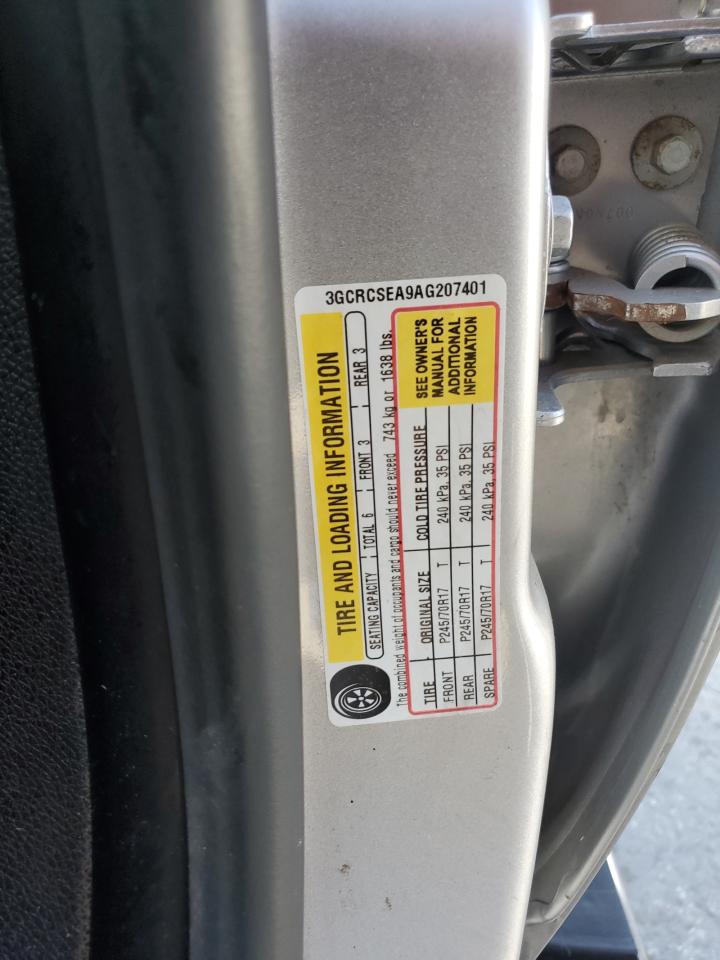 3GCRCSEA9AG207401
TIRE AND LOADING INFORMATION
SEATING CAPACITY TOTAL 6 FRONT 3 REAR 3
The combined weight of occupants and cargo should never exceed 743 kg or 1638 lbs.
TIRE ORIGINAL SIZE COLD TIRE PRESSURE
FRONT P245/70R17 T 240 kPa, 35 PSI
REAR P245/70R17 T 240 kPa, 35 PSI
SPARE P245/70R17 T 240 kPa, 35 PSI
SEE OWNER'S
MANUAL FOR
ADDITIONAL
INFORMATION